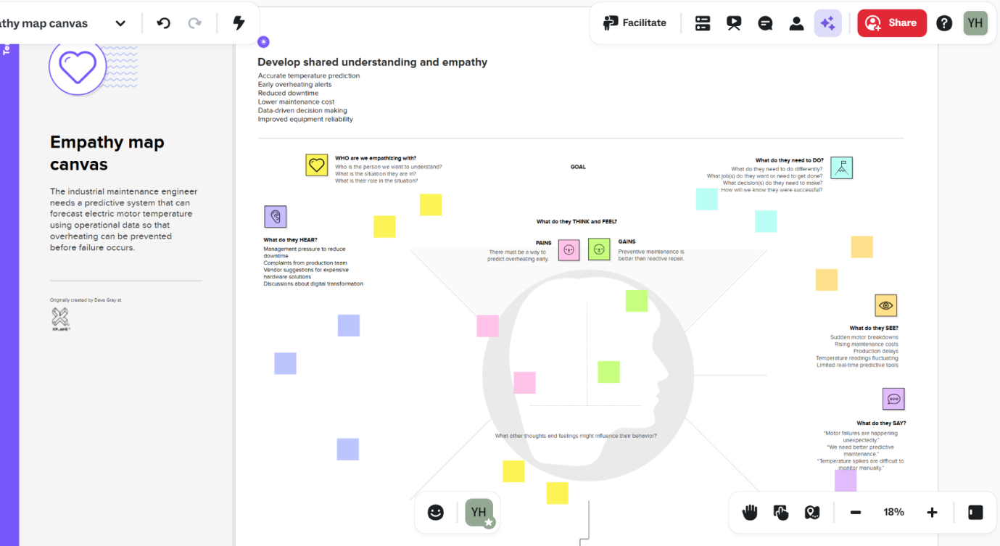 thy map canvas
Facilitate
Share
YH
Te
Empathy map
canvas
The industrial maintenance engineer
needs a predictive system that can
forecast electric motor temperature
using operational data so that
overheating can be prevented
before failure occurs.
Originally created by Dave Gray at
XPLANE
Develop shared understanding and empathy
Accurate temperature prediction
Early overheating alerts
Reduced downtime
Lower maintenance cost
Data-driven decision making
Improved equipment reliability
WHO are we empathizing with?
Who is the person we want to understand?
What is the situation they are in?
What is their role in the situation?
GOAL
What do they need to DO?
What do they need to do differently?
What job(s) do they want or need to get done?
What decision(s) do they need to make?
How will we know they were successful?
What do they HEAR?
Management pressure to reduce
downtime
Complaints from production team
Vendor suggestions for expensive
hardware solutions
Discussions about digital transformation
What do they THINK and FEEL?
PAINS
There must be a way to
predict overheating early.
GAINS
Preventive maintenance is
better than reactive repair.
What do they SEE?
Sudden motor breakdowns
Rising maintenance costs
Production delays
Temperature readings fluctuating
Limited real-time predictive tools
What do they SAY?
“Motor failures are happening
unexpectedly.”
“We need better predictive
maintenance.”
“Temperature spikes are difficult to
monitor manually.”
What other thoughts and feelings might influence their behavior?
YH
18%